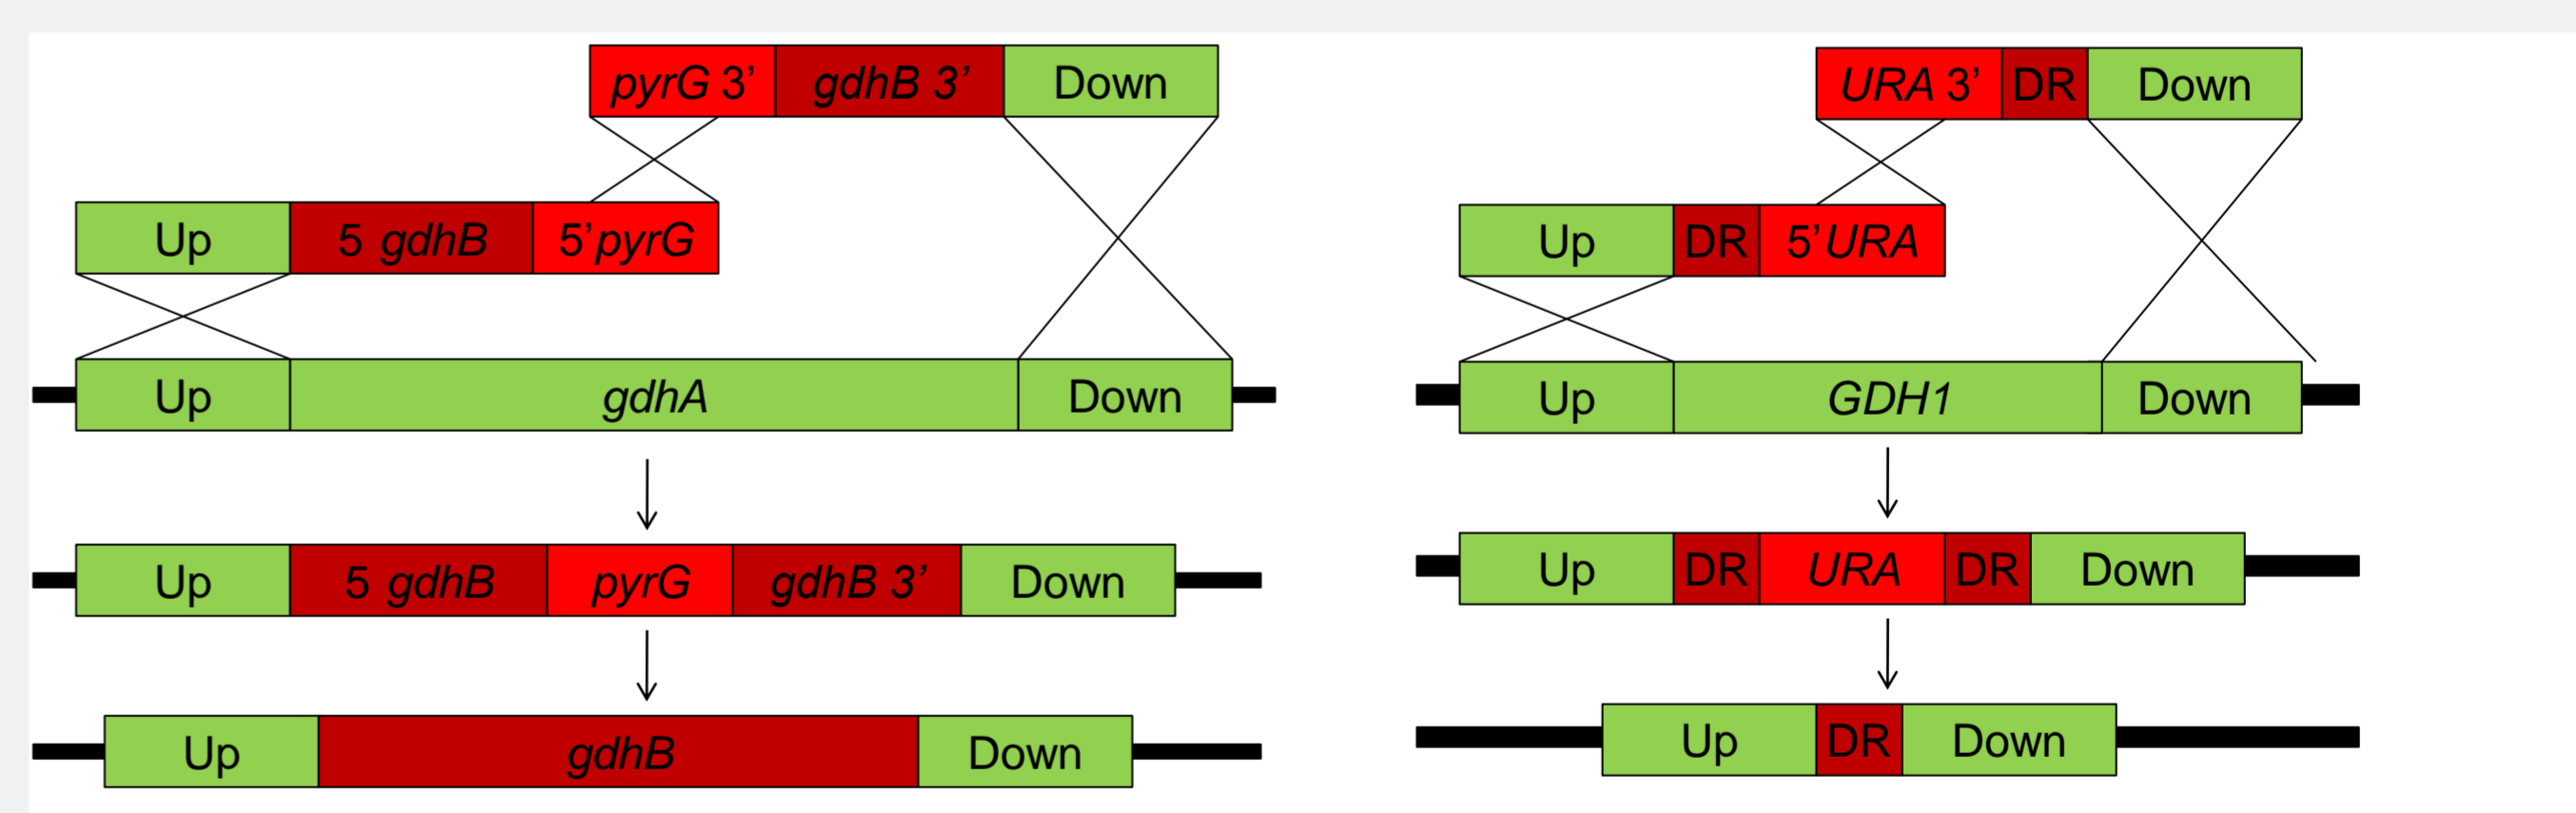 pyrG 3’ gdhB 3’ Down
Up 5 gdhB 5’pyrG
Up gdhA Down
Up 5 gdhB pyrG gdhB 3’ Down
Up gdhB Down
URA 3’ DR Down
Up DR 5’URA
Up GDH1 Down
Up DR URA DR Down
Up DR Down